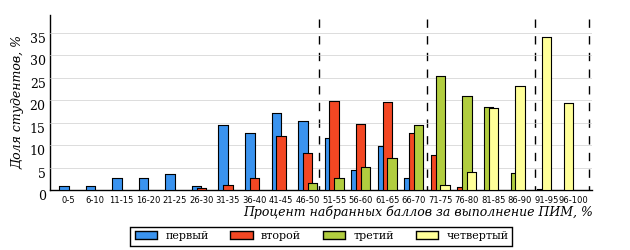 Доля студентов, %
35
30
25
20
15
10
5
0
0-5 6-10 11-15 16-20 21-25 26-30 31-35 36-40 41-45 46-50 51-55 56-60 61-65 66-70 71-75 76-80 81-85 86-90 91-95 96-100
Процент набранных баллов за выполнение ПИМ, %
первый второй третий четвертый